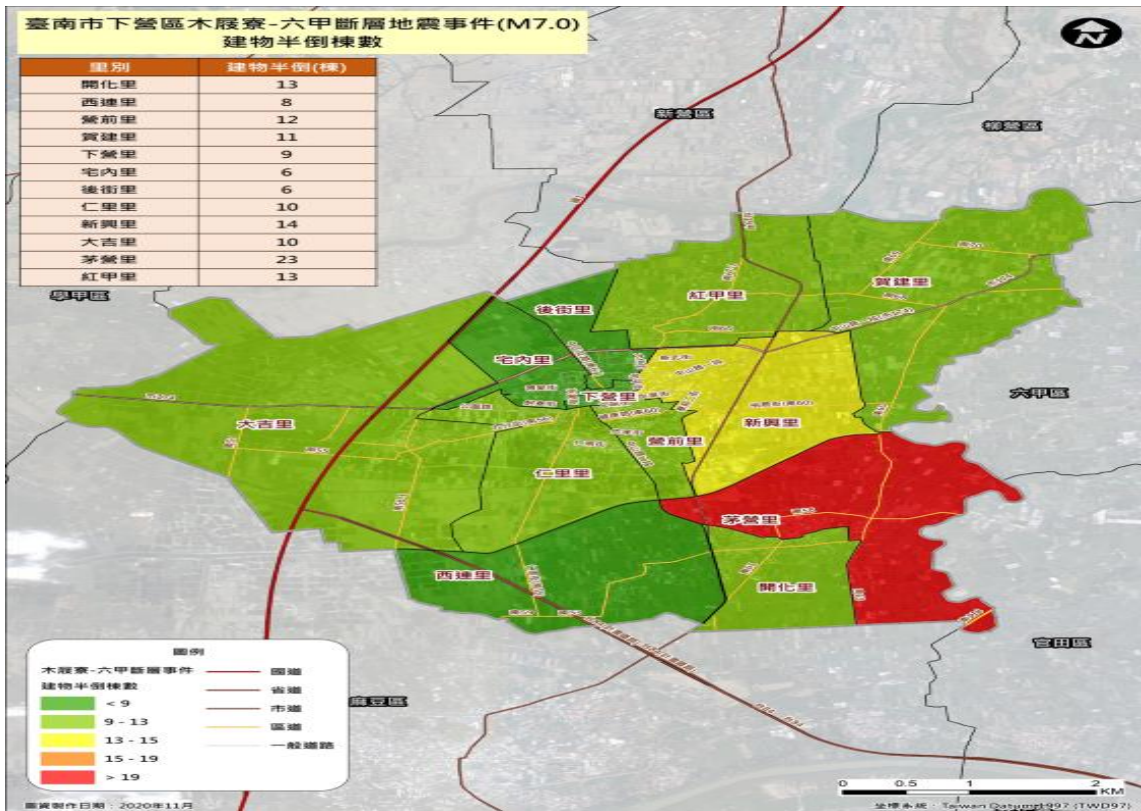 臺南市下營區木屐寮-六甲斷層地震事件(M7.0)
建物半倒棟數
里別 建物半倒(棟)
開化里 13
西連里 8
營前里 12
賀建里 11
下營里 9
宅內里 6
後街里 6
仁里里 10
新興里 14
大吉里 10
茅營里 23
紅甲里 13
N
新營區
柳營區
學甲區
六甲區
官田區
麻豆區
後街里
紅甲里
賀建里
宅內里
下營里
大吉里
營前里
新興里
仁里里
茅營里
西連里
開化里
圖例
木屐寮-六甲斷層事件
建物半倒棟數
< 9
9 - 13
13 - 15
15 - 19
> 19
國道
省道
市道
區道
一般道路
0 0.5 1 2
KM
圖資製作日期：2020年11月
坐標系統：Taiwan Datum1997 (TWD97